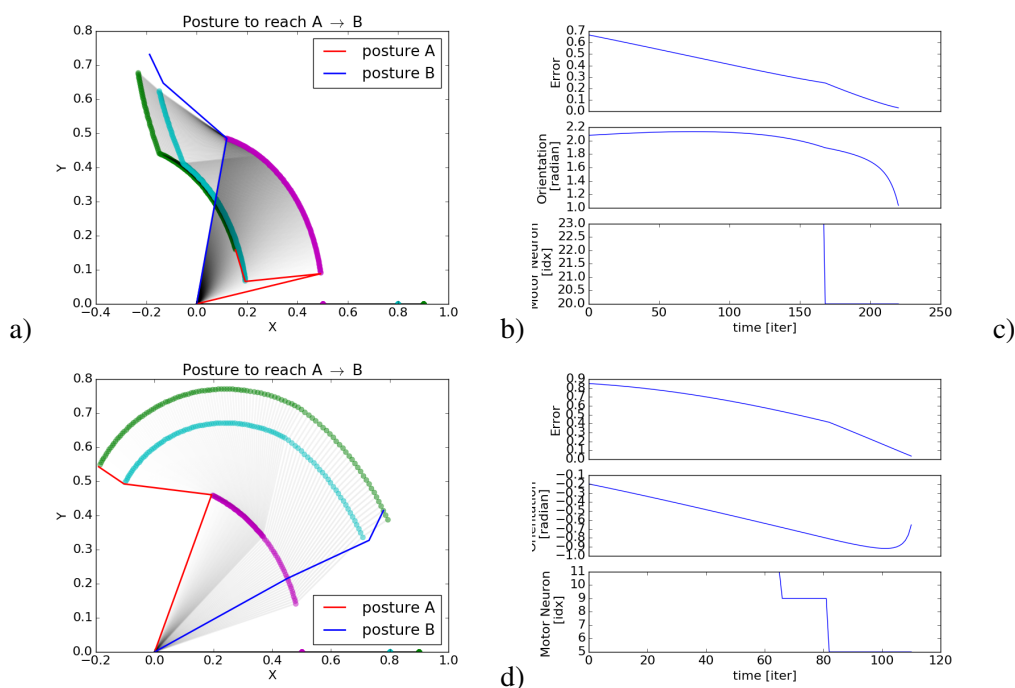 Posture to reach A → B
0.8
0.7
0.6
0.5
0.4
0.3
0.2
0.1
0.0
Y
posture A
posture B
−0.4 −0.2 0.0 0.2 0.4 0.6 0.8 1.0
X
a)
0.7
0.6
0.5
0.4
0.3
0.2
0.1
0.0
Error
2.2
2.0
1.8
1.6
1.4
1.2
1.0
Orientation
[radian]
23.0
22.5
22.0
21.5
21.0
20.5
20.0
Motor Neuron
[idx]
0 50 100 150 200 250
time [iter]
b)
c)
Posture to reach A → B
0.8
0.7
0.6
0.5
0.4
0.3
0.2
0.1
0.0
Y
posture A
posture B
−0.2 0.0 0.2 0.4 0.6 0.8 1.0
X
0.9
0.8
0.7
0.6
0.5
0.4
0.3
0.2
0.1
0.0
Error
−0.1
−0.2
−0.3
−0.4
−0.5
−0.6
−0.7
−0.8
−0.9
−1.0
Orientation
[radian]
11
10
9
8
7
6
5
Motor Neuron
[idx]
0 20 40 60 80 100 120
time [iter]
d)